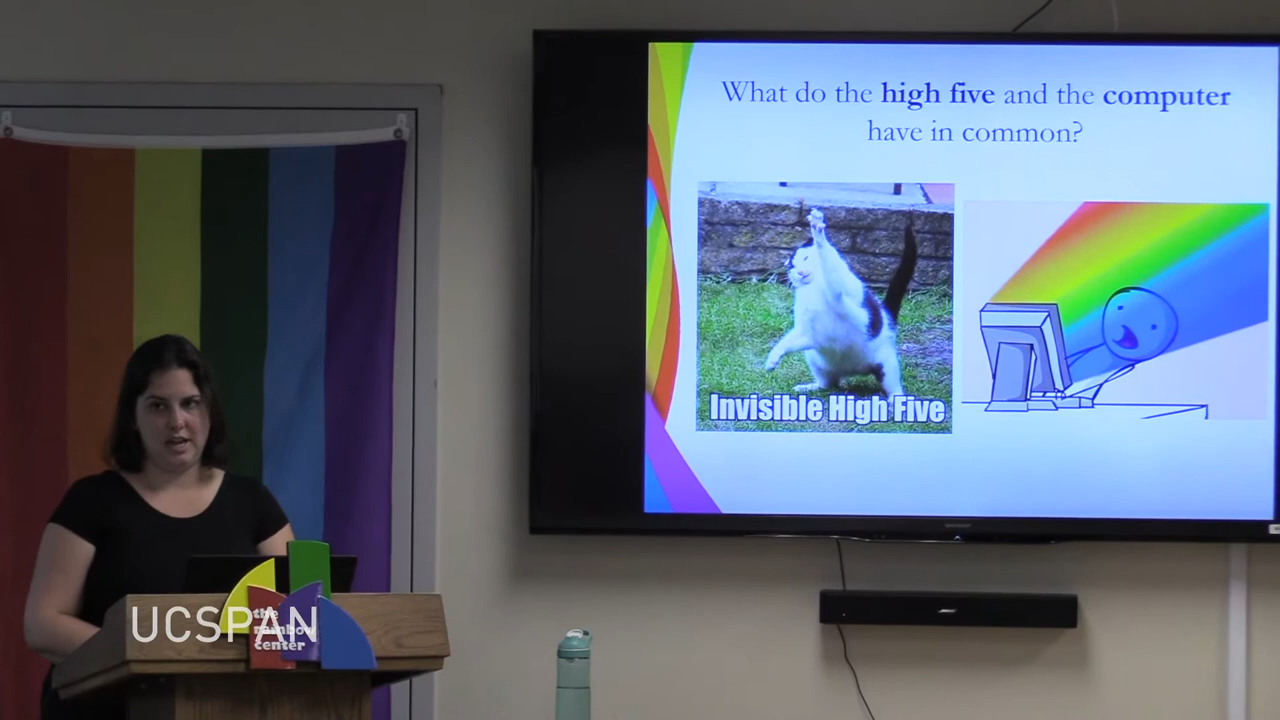 What do the high five and the computer
have in common?
Invisible High Five
UCSPAN
the
rainbow
center